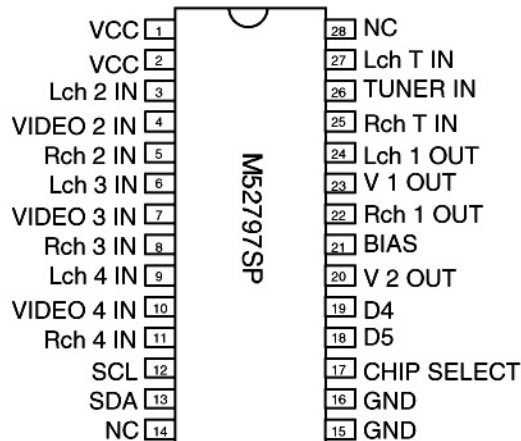 VCC 1
VCC 2
Lch 2 IN 3
VIDEO 2 IN 4
Rch 2 IN 5
Lch 3 IN 6
VIDEO 3 IN 7
Rch 3 IN 8
Lch 4 IN 9
VIDEO 4 IN 10
Rch 4 IN 11
SCL 12
SDA 13
NC 14
M52797SP
28 NC
27 Lch T IN
26 TUNER IN
25 Rch T IN
24 Lch 1 OUT
23 V 1 OUT
22 Rch 1 OUT
21 BIAS
20 V 2 OUT
19 D4
18 D5
17 CHIP SELECT
16 GND
15 GND